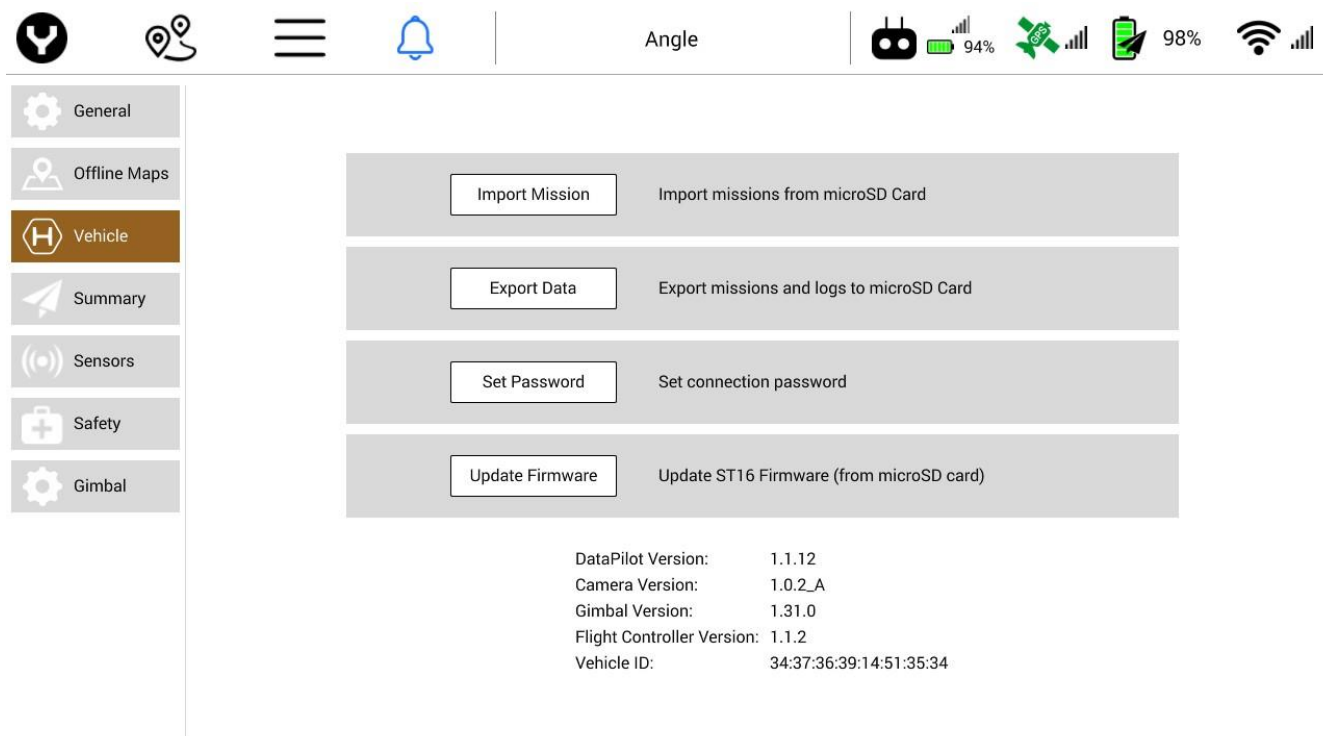 Angle
94%
GPS
98%
General
Offline Maps
Vehicle
Summary
Sensors
Safety
Gimbal
Import Mission Import missions from microSD Card
Export Data Export missions and logs to microSD Card
Set Password Set connection password
Update Firmware Update ST16 Firmware (from microSD card)
DataPilot Version: 1.1.12
Camera Version: 1.0.2_A
Gimbal Version: 1.31.0
Flight Controller Version: 1.1.2
Vehicle ID: 34:37:36:39:14:51:35:34